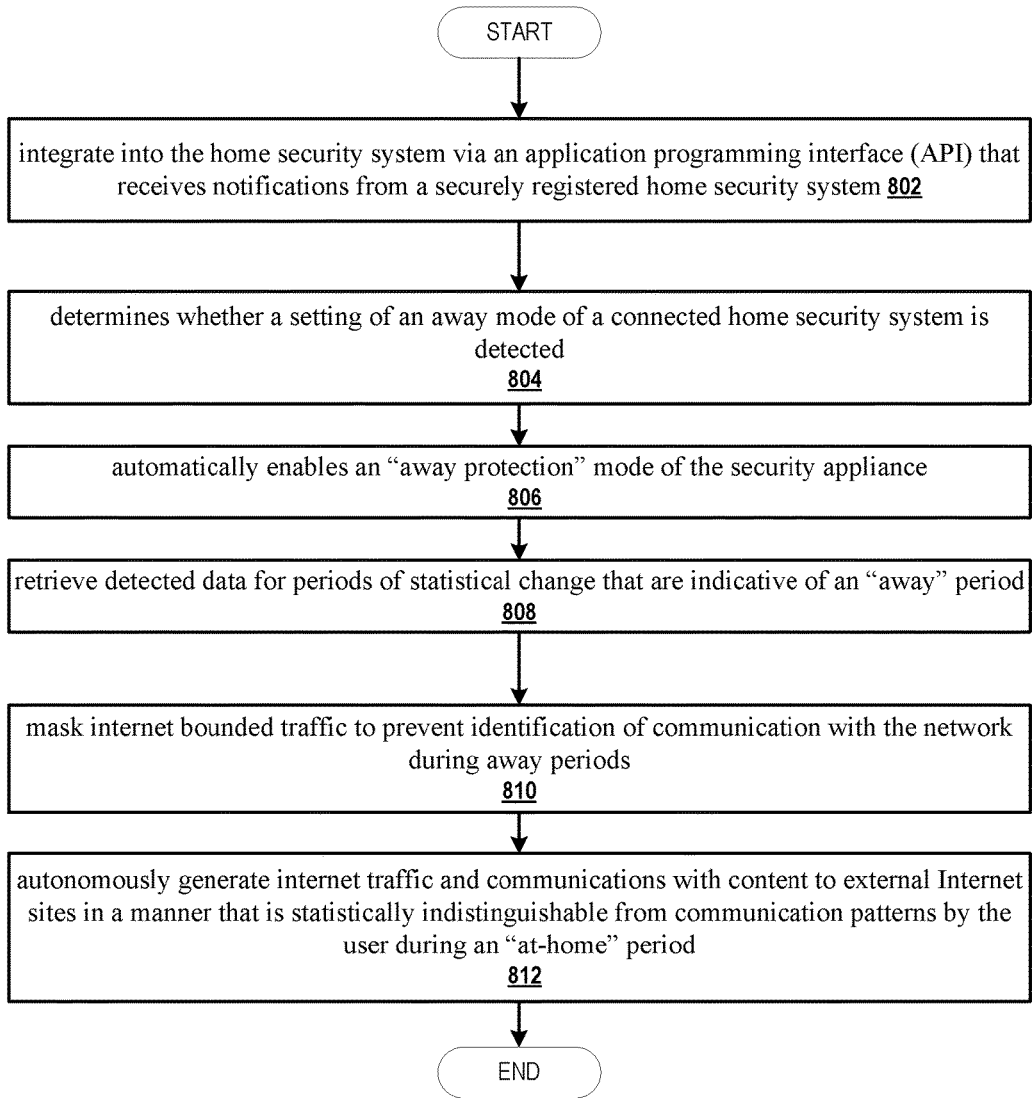 START
integrate into the home security system via an application programming interface (API) that
receives notifications from a securely registered home security system 802
determines whether a setting of an away mode of a connected home security system is
detected
804
automatically enables an “away protection” mode of the security appliance
806
retrieve detected data for periods of statistical change that are indicative of an “away” period
808
mask internet bounded traffic to prevent identification of communication with the network
during away periods
810
autonomously generate internet traffic and communications with content to external Internet
sites in a manner that is statistically indistinguishable from communication patterns by the
user during an “at-home” period
812
END